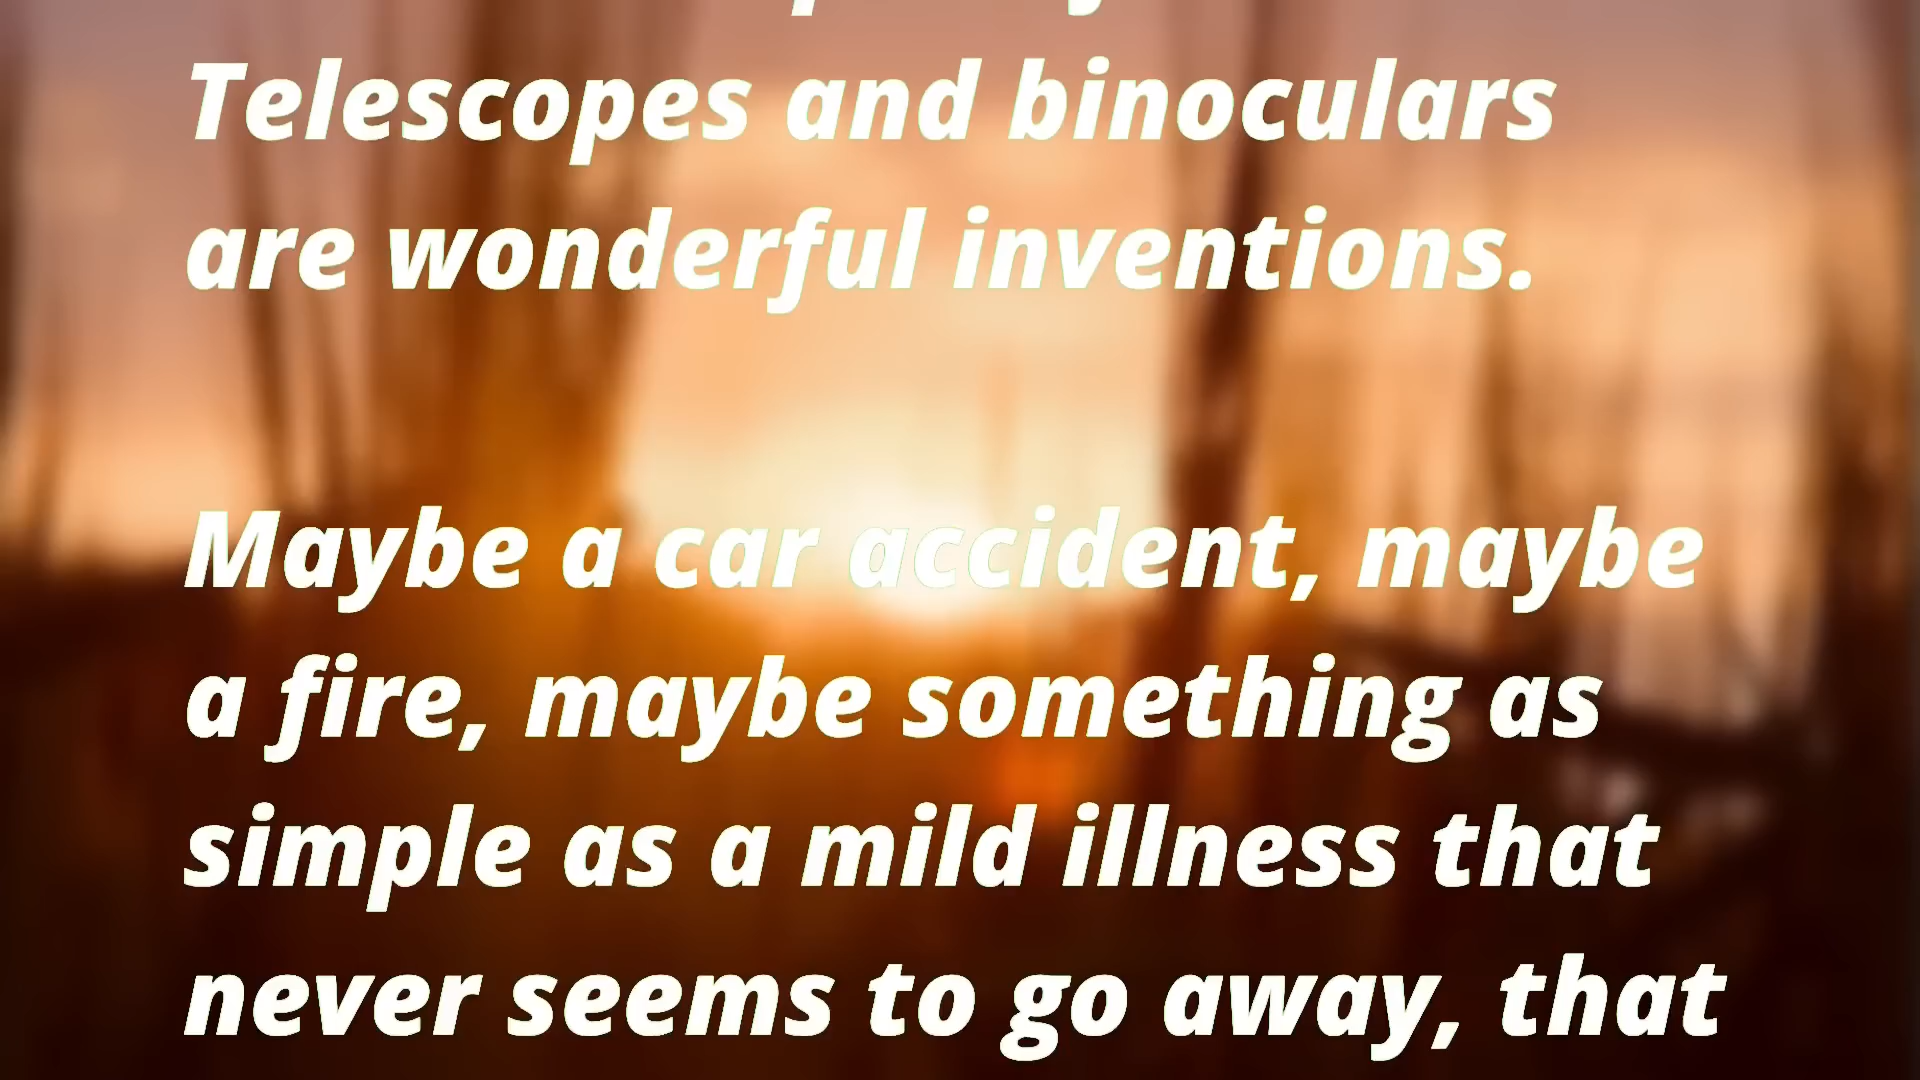 Telescopes and binoculars
are wonderful inventions.
Maybe a car accident, maybe
a fire, maybe something as
simple as a mild illness that
never seems to go away, that